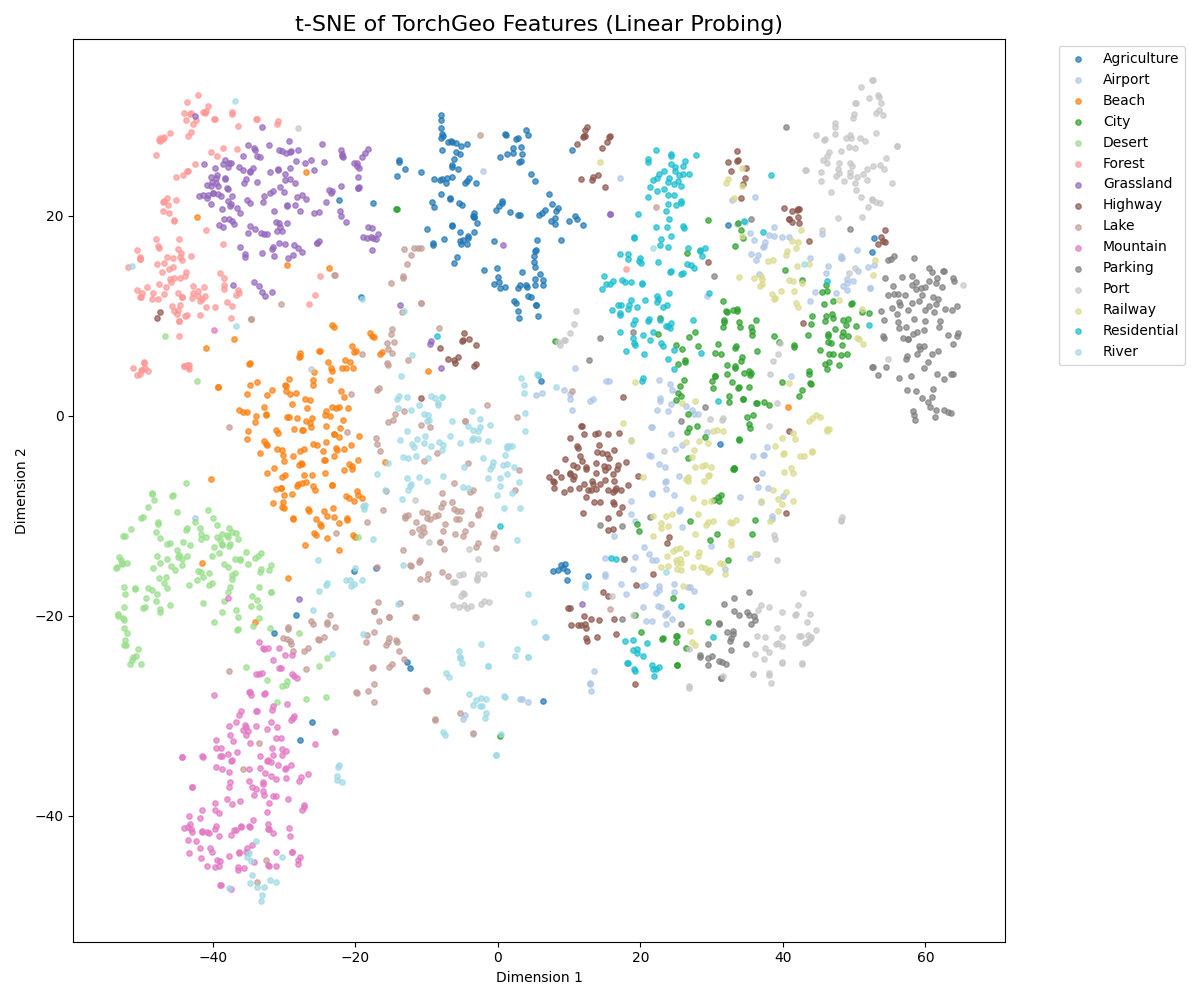 t-SNE of TorchGeo Features (Linear Probing)
Agriculture
Airport
Beach
City
Desert
Forest
Grassland
Highway
Lake
Mountain
Parking
Port
Railway
Residential
River
Dimension 2
20
0
−20
−40
−40
−20
0
20
40
60
Dimension 1